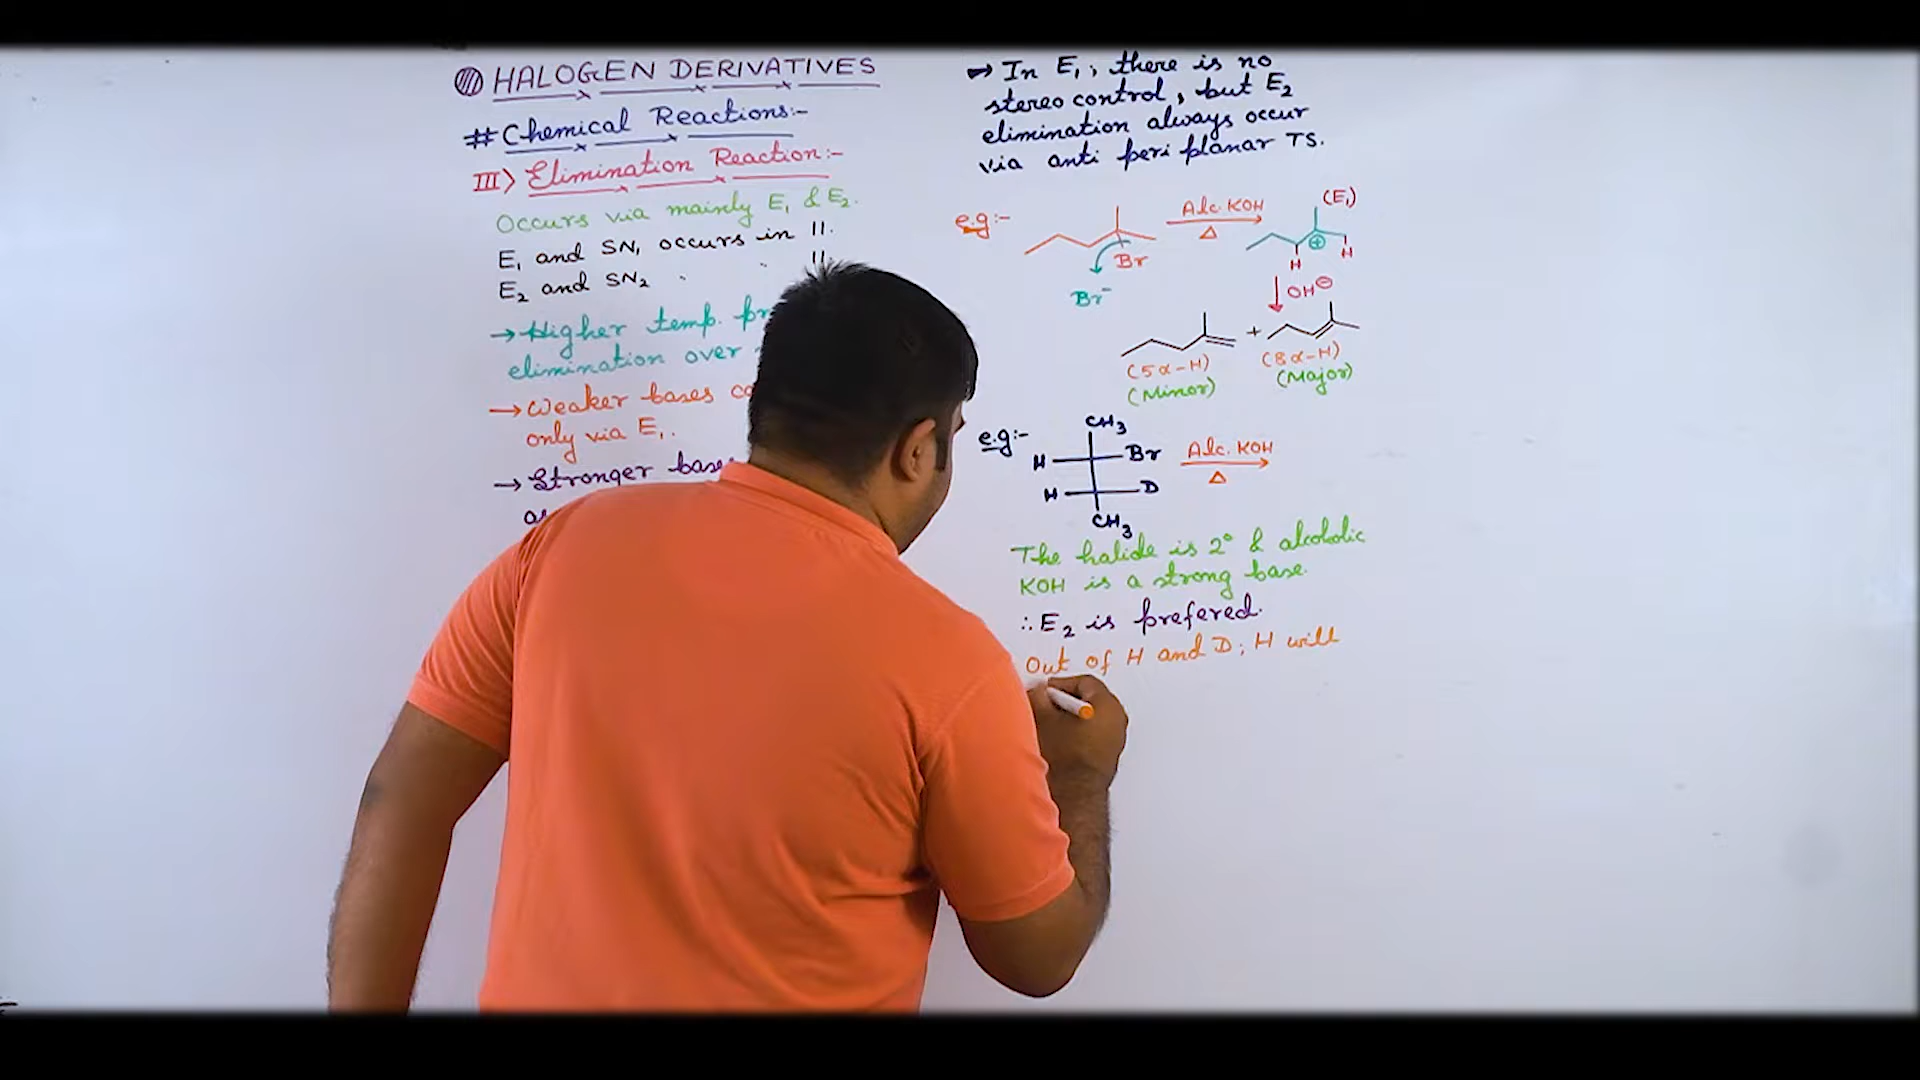 HALOGEN DERIVATIVES
# Chemical Reactions:-
III> Elimination Reaction:-
Occurs via mainly E₁ & E₂.
E₁ and SN₁ occurs in 11.
E₂ and SN₂ " " 11.
→ Higher temp.
elimination over
→ Weaker bases
only via E₁.
→ Stronger
→ In E₁, there is no
stereo control, but E₂
elimination always occur
via anti peri planar TS.
e.g:-
Br
Br⁻
Alc. KOH
Δ
(E₁)
⊕
H
H
↓ OH⊖
+
(5α-H)
(Minor)
(8α-H)
(Major)
e.g:-
CH₃
H Br
H D
CH₃
Alc. KOH
Δ
The halide is 2° & alcoholic
KOH is a strong base.
∴ E₂ is prefered.
Out of H and D; H will